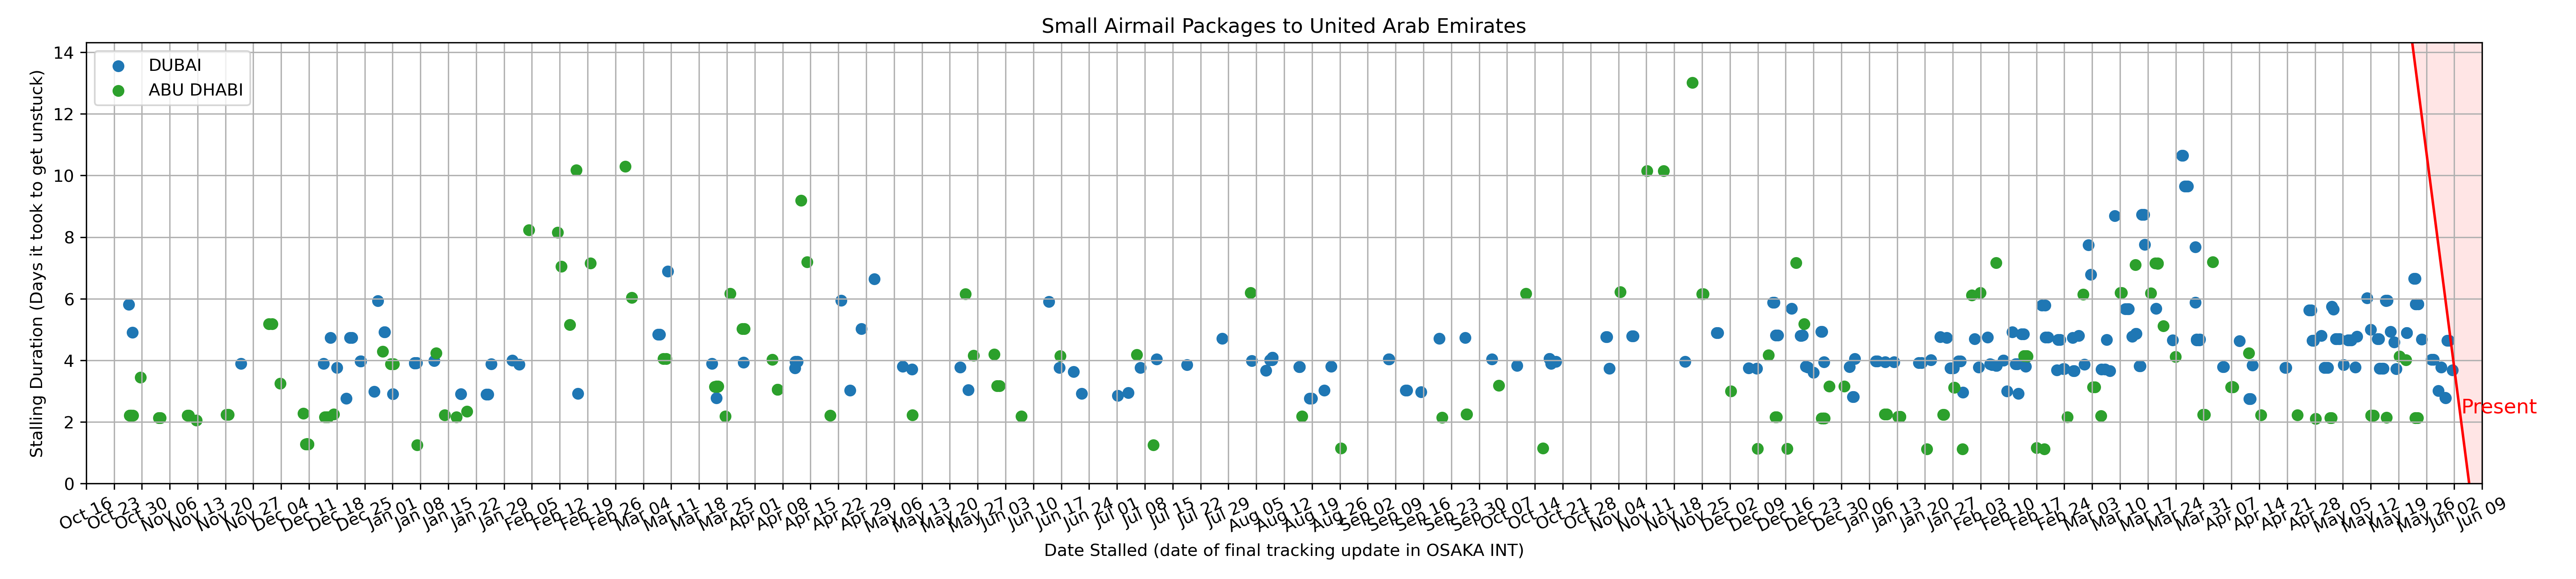 Small Airmail Packages to United Arab Emirates
DUBAI
ABU DHABI
14
12
10
8
6
4
2
0
Stalling Duration (Days it took to get unstuck)
Present
Oct 16 Oct 23 Oct 30 Nov 06 Nov 13 Nov 20 Nov 27 Dec 04 Dec 11 Dec 18 Dec 25 Jan 01 Jan 08 Jan 15 Jan 22 Jan 29 Feb 05 Feb 12 Feb 19 Feb 26 Mar 04 Mar 11 Mar 18 Mar 25 Apr 01 Apr 08 Apr 15 Apr 22 Apr 29 May 06 May 13 May 20 May 27 Jun 03 Jun 10 Jun 17 Jun 24 Jul 01 Jul 08 Jul 15 Jul 22 Jul 29 Aug 05 Aug 12 Aug 19 Aug 26 Sep 02 Sep 09 Sep 16 Sep 23 Sep 30 Oct 07 Oct 14 Oct 21 Oct 28 Nov 04 Nov 11 Nov 18 Nov 25 Dec 02 Dec 09 Dec 16 Dec 23 Dec 30 Jan 06 Jan 13 Jan 20 Jan 27 Feb 03 Feb 10 Feb 17 Feb 24 Mar 03 Mar 10 Mar 17 Mar 24 Mar 31 Apr 07 Apr 14 Apr 21 Apr 28 May 05 May 12 May 19 May 26 Jun 02 Jun 09
Date Stalled (date of final tracking update in OSAKA INT)